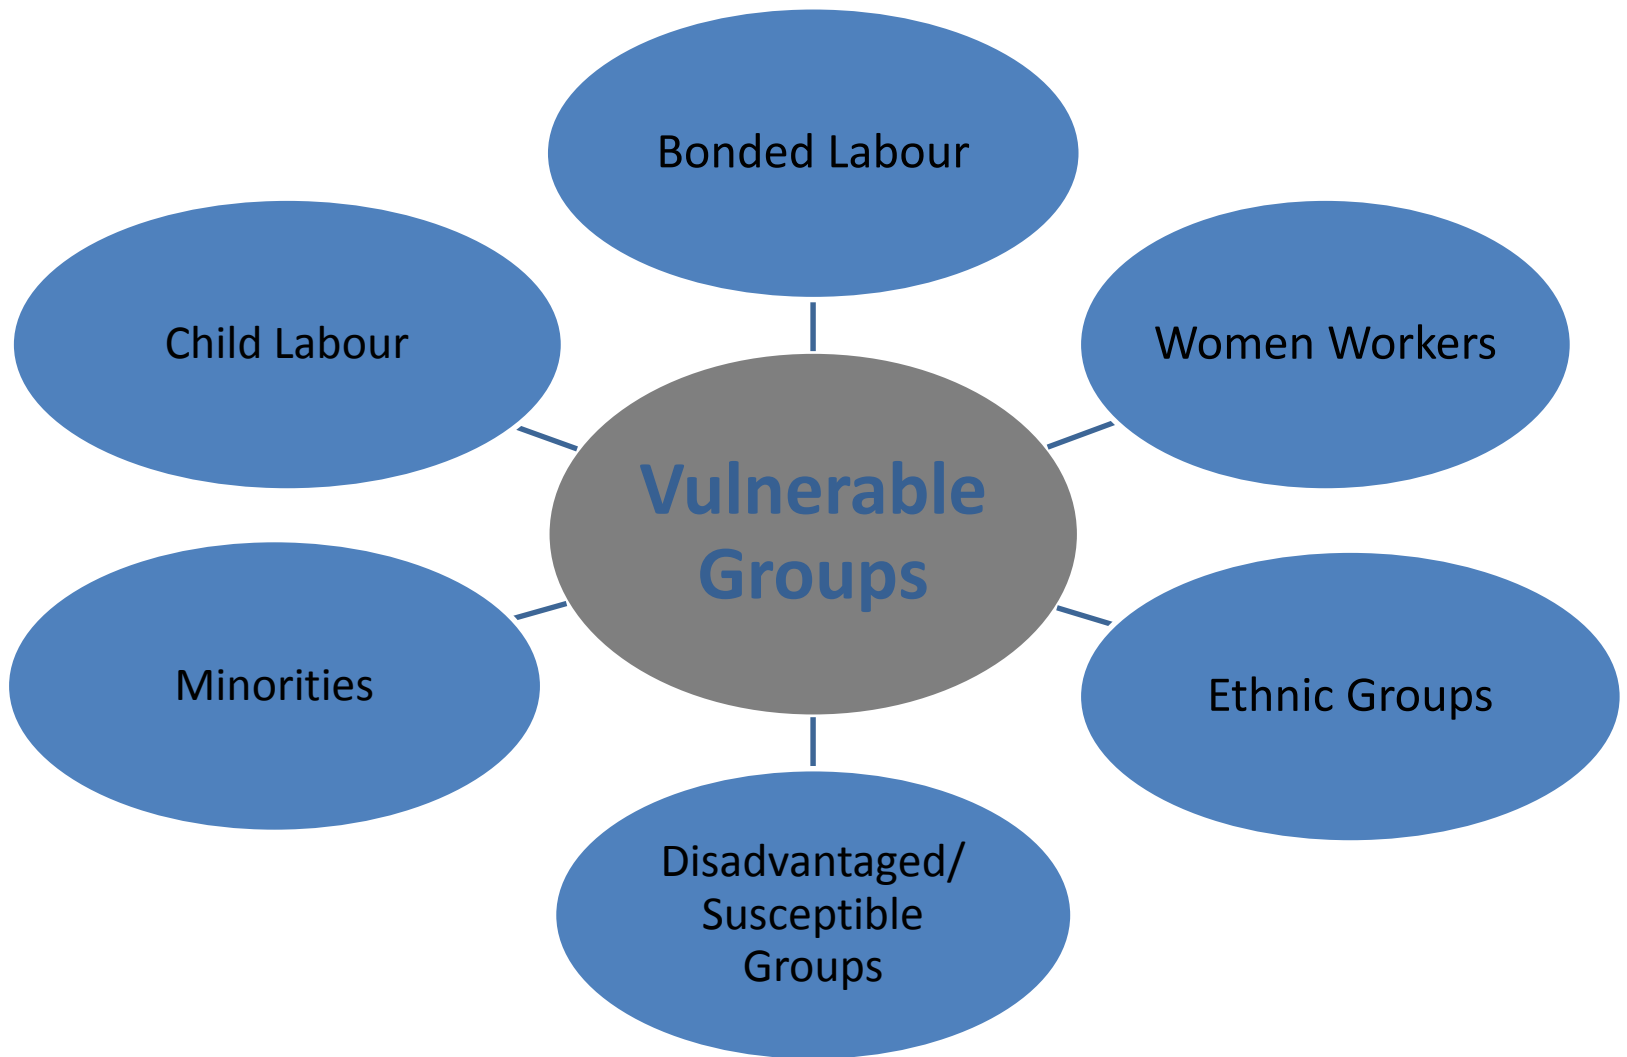 Bonded Labour
Child Labour
Women Workers
Vulnerable
Groups
Minorities
Ethnic Groups
Disadvantaged/
Susceptible
Groups